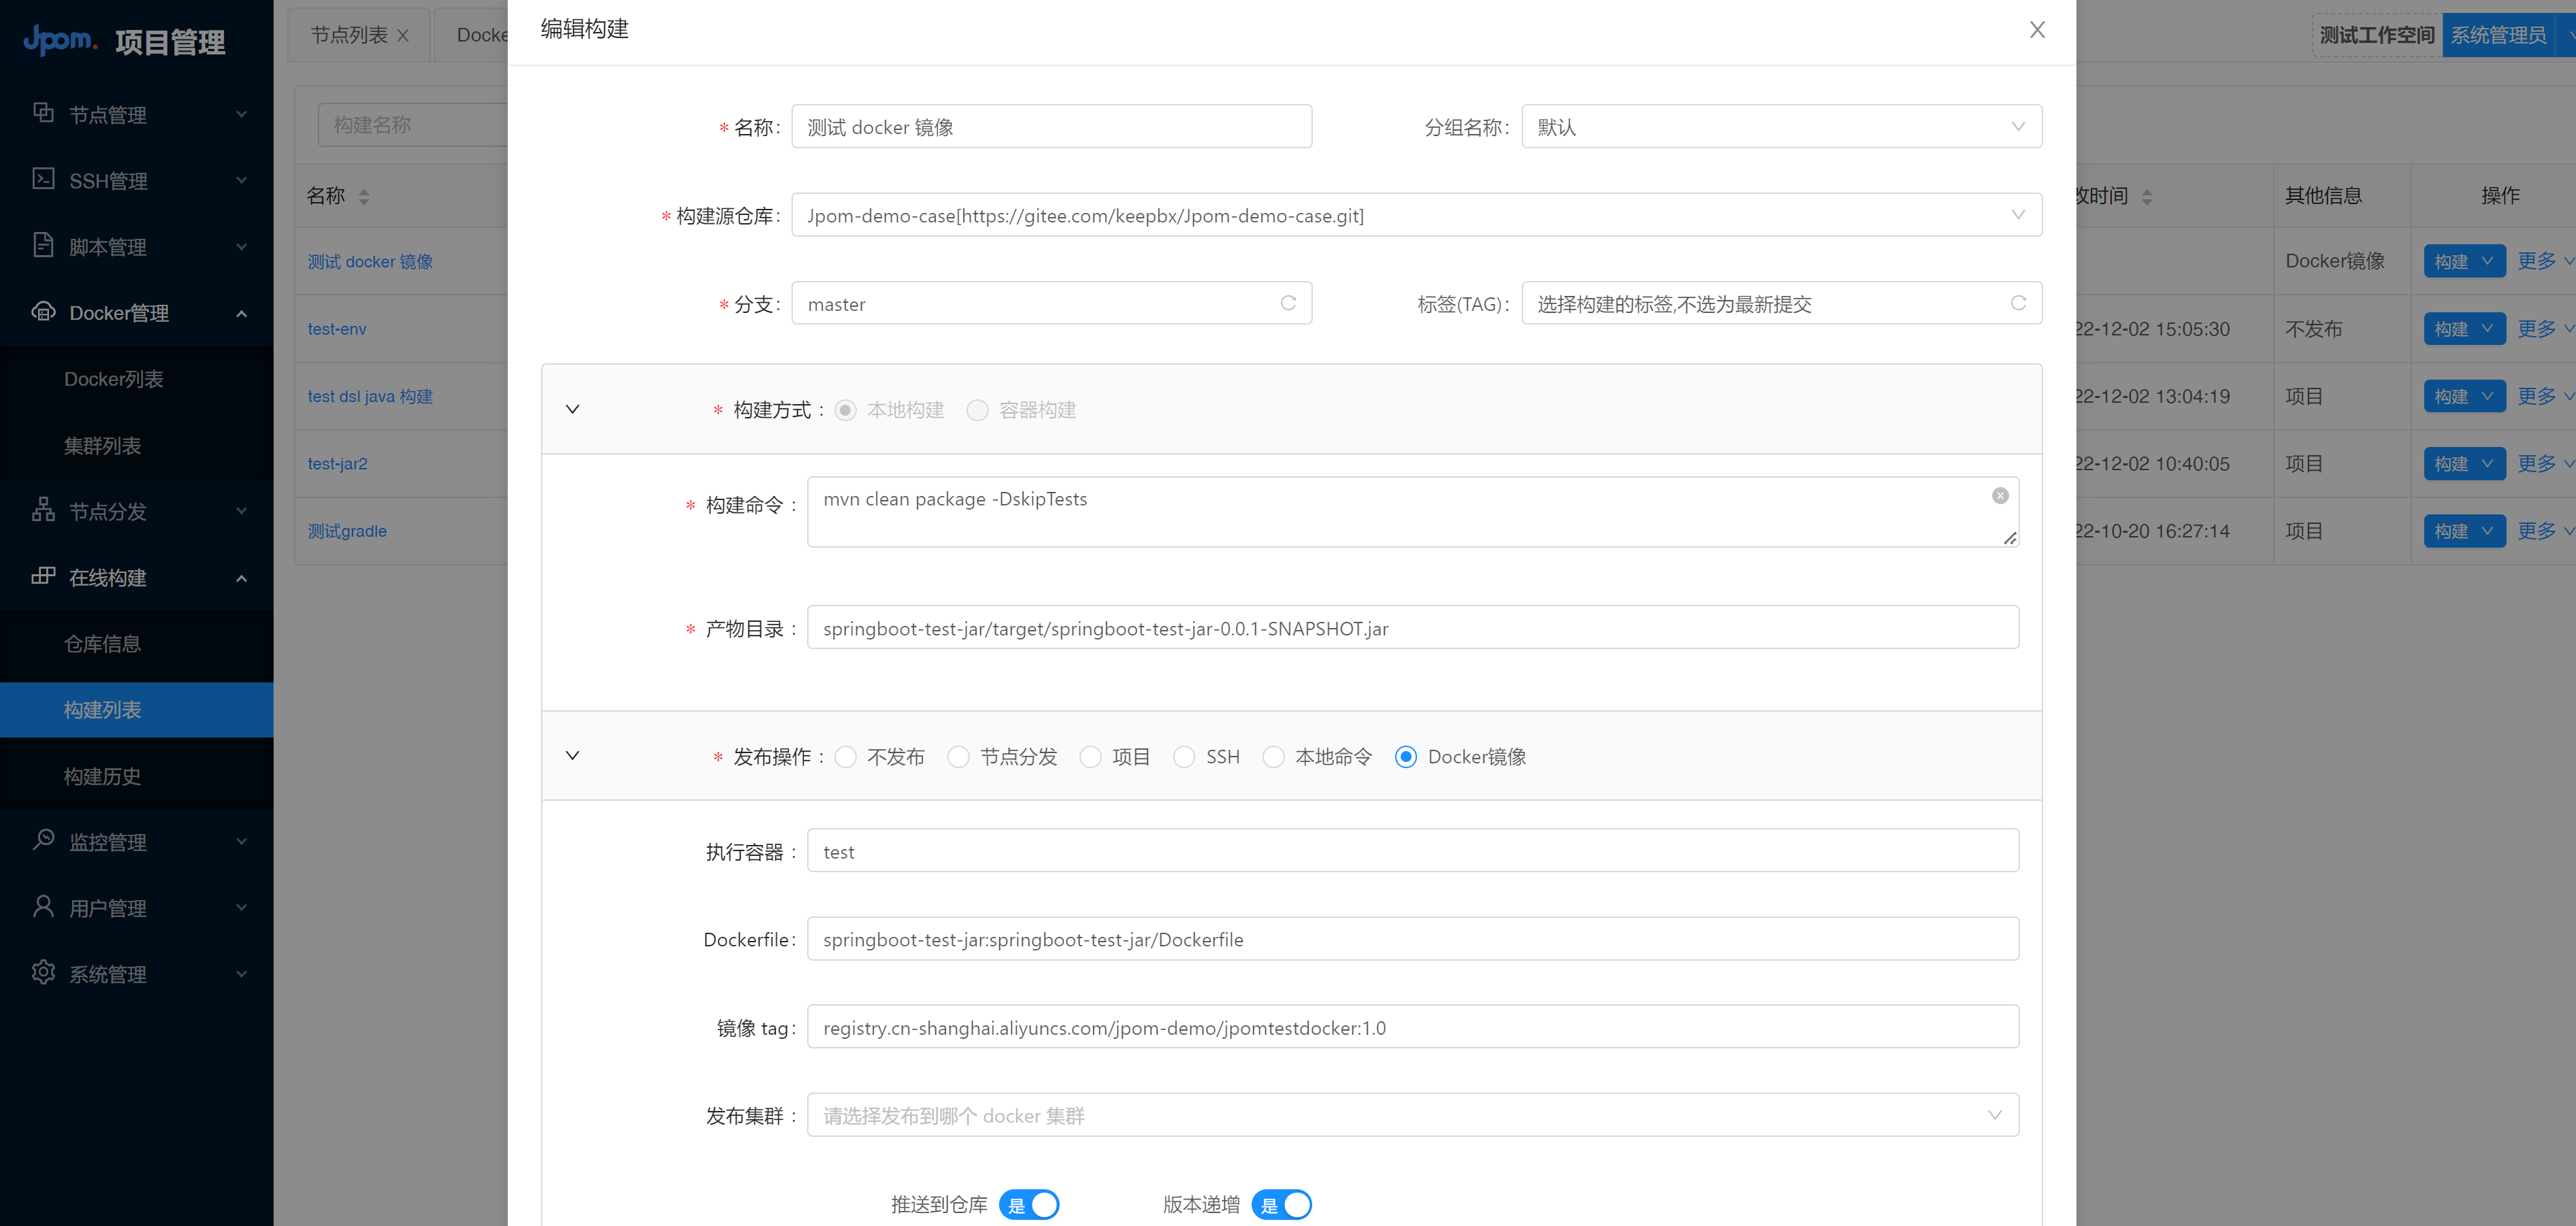 Jpom. 项目管理
节点管理
SSH管理
脚本管理
Docker管理
Docker列表
集群列表
节点分发
在线构建
仓库信息
构建列表
构建历史
监控管理
用户管理
系统管理
节点列表
Docke
测试工作空间 系统管理员
构建名称
名称
改时间 其他信息 操作
测试 docker 镜像
Docker镜像 构建 更多
test-env
22-12-02 15:05:30 不发布 构建 更多
test dsl java 构建
22-12-02 13:04:19 项目 构建 更多
test-jar2
22-12-02 10:40:05 项目 构建 更多
测试gradle
22-10-20 16:27:14 项目 构建 更多
编辑构建
* 名称: 测试 docker 镜像 分组名称: 默认
* 构建源仓库: Jpom-demo-case[https://gitee.com/keepbx/Jpom-demo-case.git]
* 分支: master 标签(TAG): 选择构建的标签,不选为最新提交
* 构建方式 : 本地构建 容器构建
* 构建命令 : mvn clean package -DskipTests
* 产物目录 : springboot-test-jar/target/springboot-test-jar-0.0.1-SNAPSHOT.jar
* 发布操作 : 不发布 节点分发 项目 SSH 本地命令 Docker镜像
执行容器 : test
Dockerfile: springboot-test-jar:springboot-test-jar/Dockerfile
镜像 tag: registry.cn-shanghai.aliyuncs.com/jpom-demo/jpomtestdocker:1.0
发布集群 : 请选择发布到哪个 docker 集群
推送到仓库 是 版本递增 是